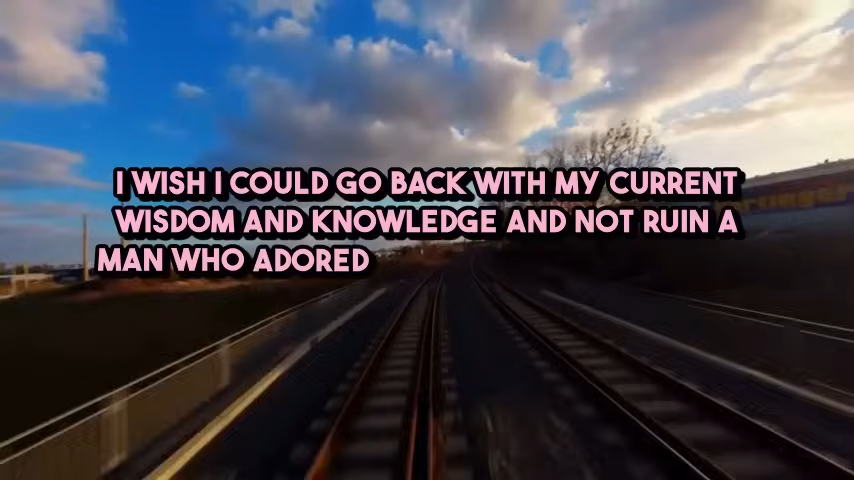 I WISH I COULD GO BACK WITH MY CURRENT
WISDOM AND KNOWLEDGE AND NOT RUIN A
MAN WHO ADORED